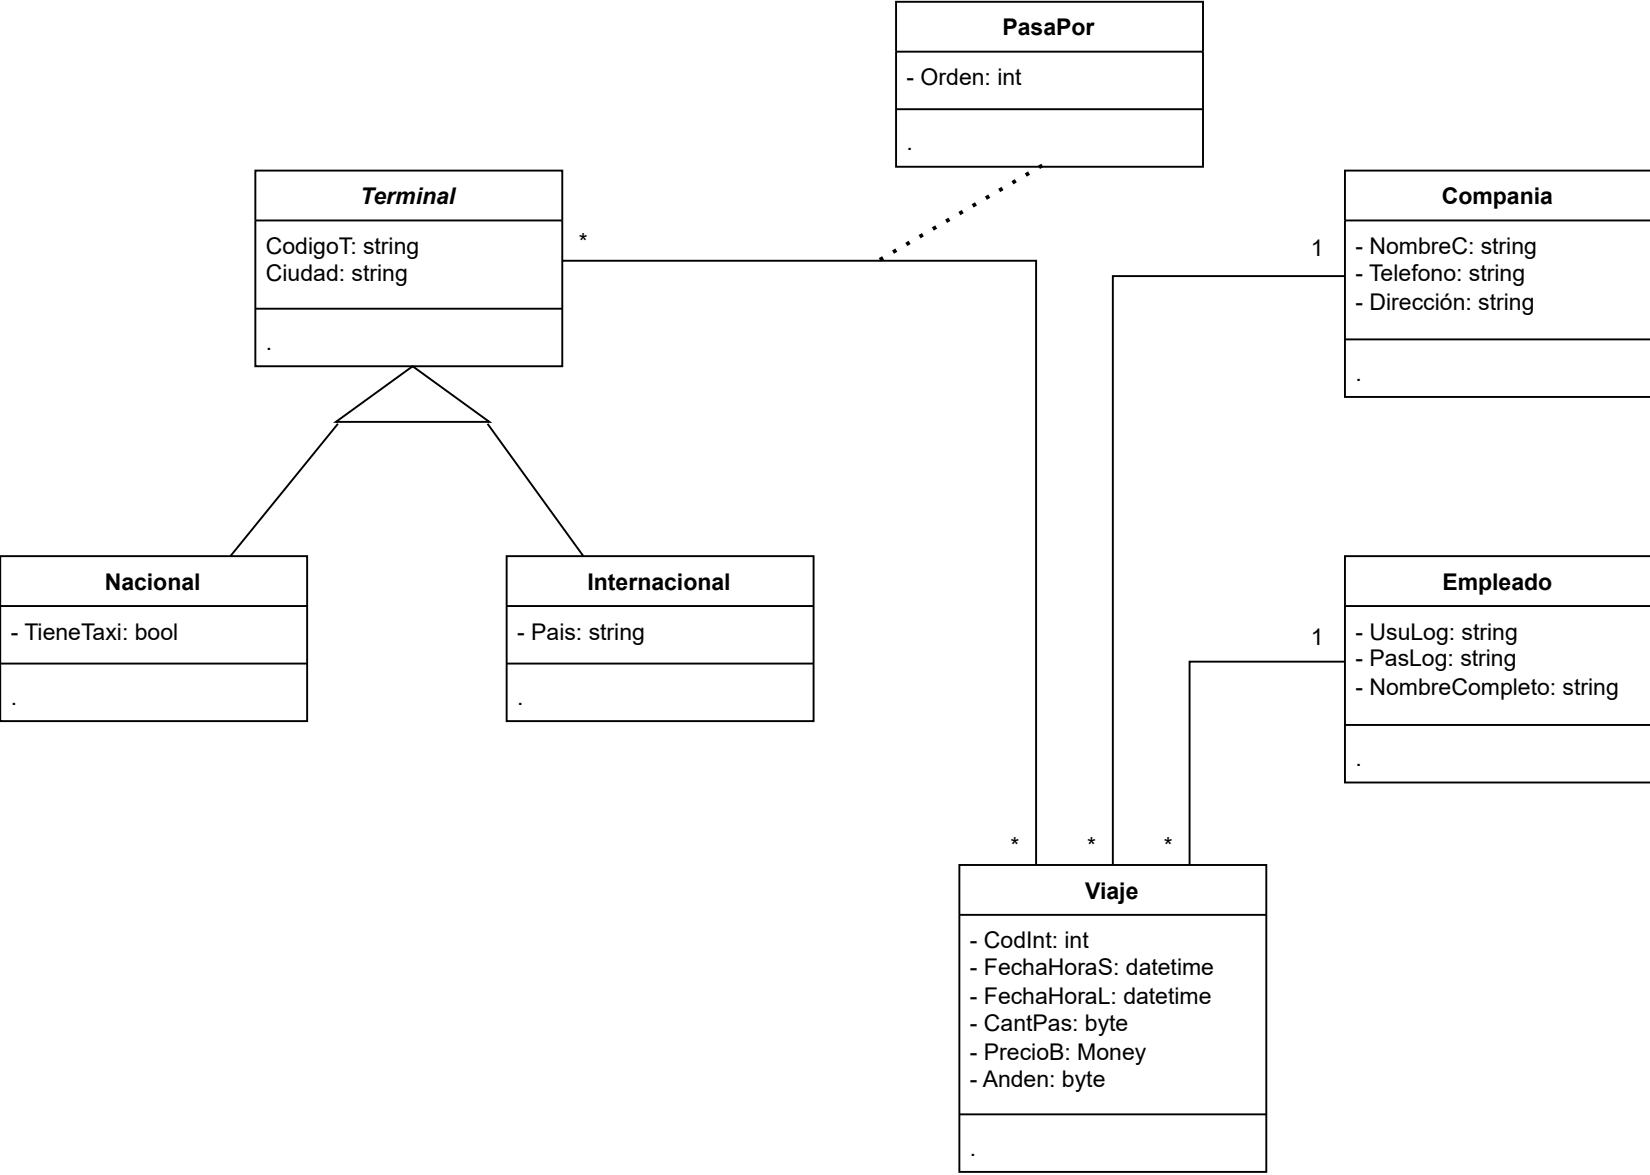 PasaPor
- Orden: int
.
Terminal
CodigoT: string
Ciudad: string
.
*
Compania
- NombreC: string
- Telefono: string
- Dirección: string
.
1
Nacional
- TieneTaxi: bool
.
Internacional
- Pais: string
.
Empleado
- UsuLog: string
- PasLog: string
- NombreCompleto: string
.
1
* * *
Viaje
- CodInt: int
- FechaHoraS: datetime
- FechaHoraL: datetime
- CantPas: byte
- PrecioB: Money
- Anden: byte
.